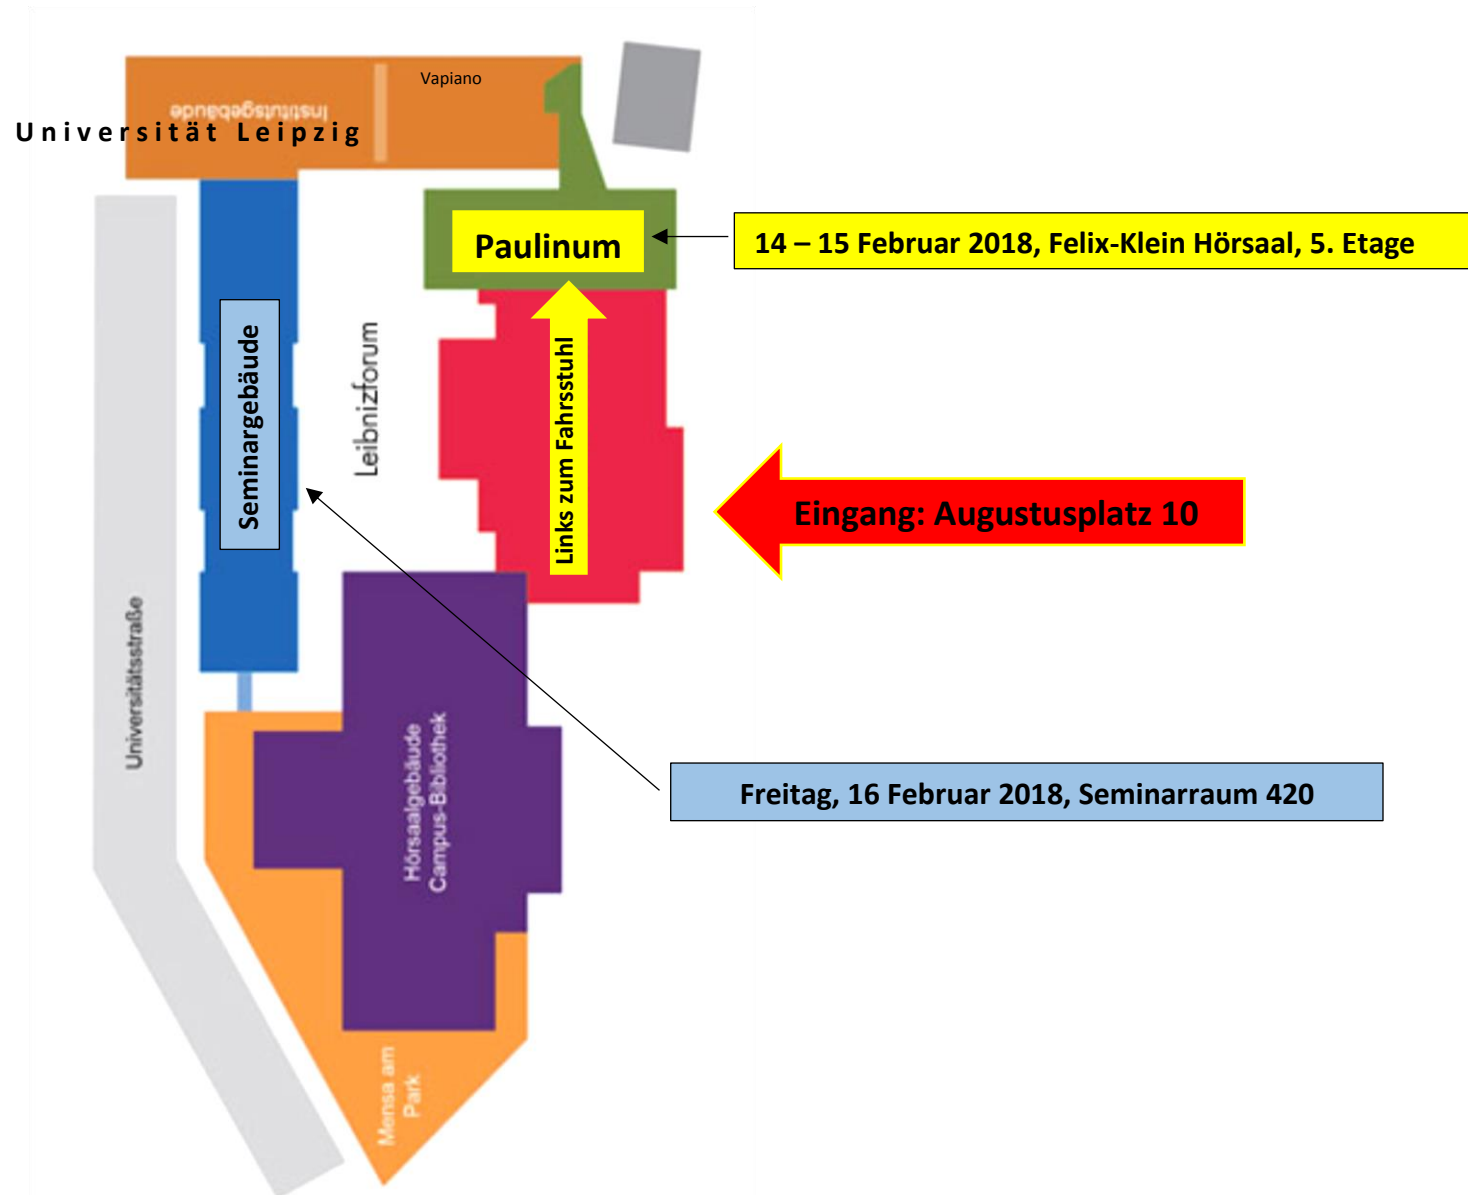 Vapiano
Institutsgebäude
Universität Leipzig
Paulinum
14 – 15 Februar 2018, Felix-Klein Hörsaal, 5. Etage
Seminargebäude
Leibnizforum
Links zum Fahrsstuhl
Eingang: Augustusplatz 10
Universitätsstraße
Hörsaalgebäude
Campus-Bibliothek
Freitag, 16 Februar 2018, Seminarraum 420
Mensa am
Park